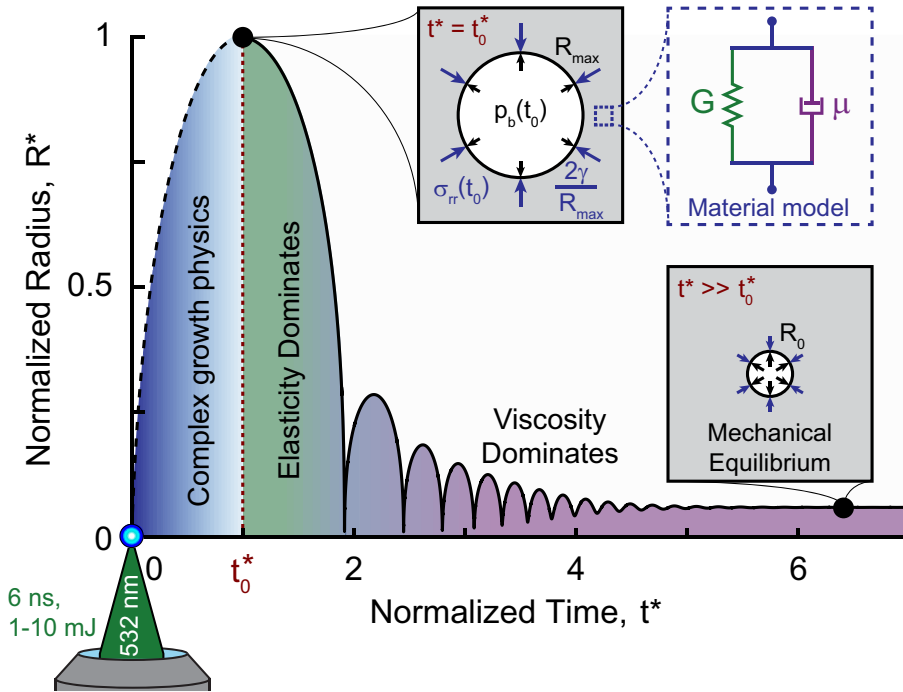 Normalized Radius, R*
1
0.5
0
Complex growth physics
Elasticity Dominates
Viscosity
Dominates
t* = t₀*
R_max
p_b(t₀)
σ_rr(t₀)
2γ
R_max
G
μ
Material model
t* >> t₀*
R₀
Mechanical
Equilibrium
0
t₀*
2
4
6
Normalized Time, t*
6 ns,
1-10 mJ
532 nm